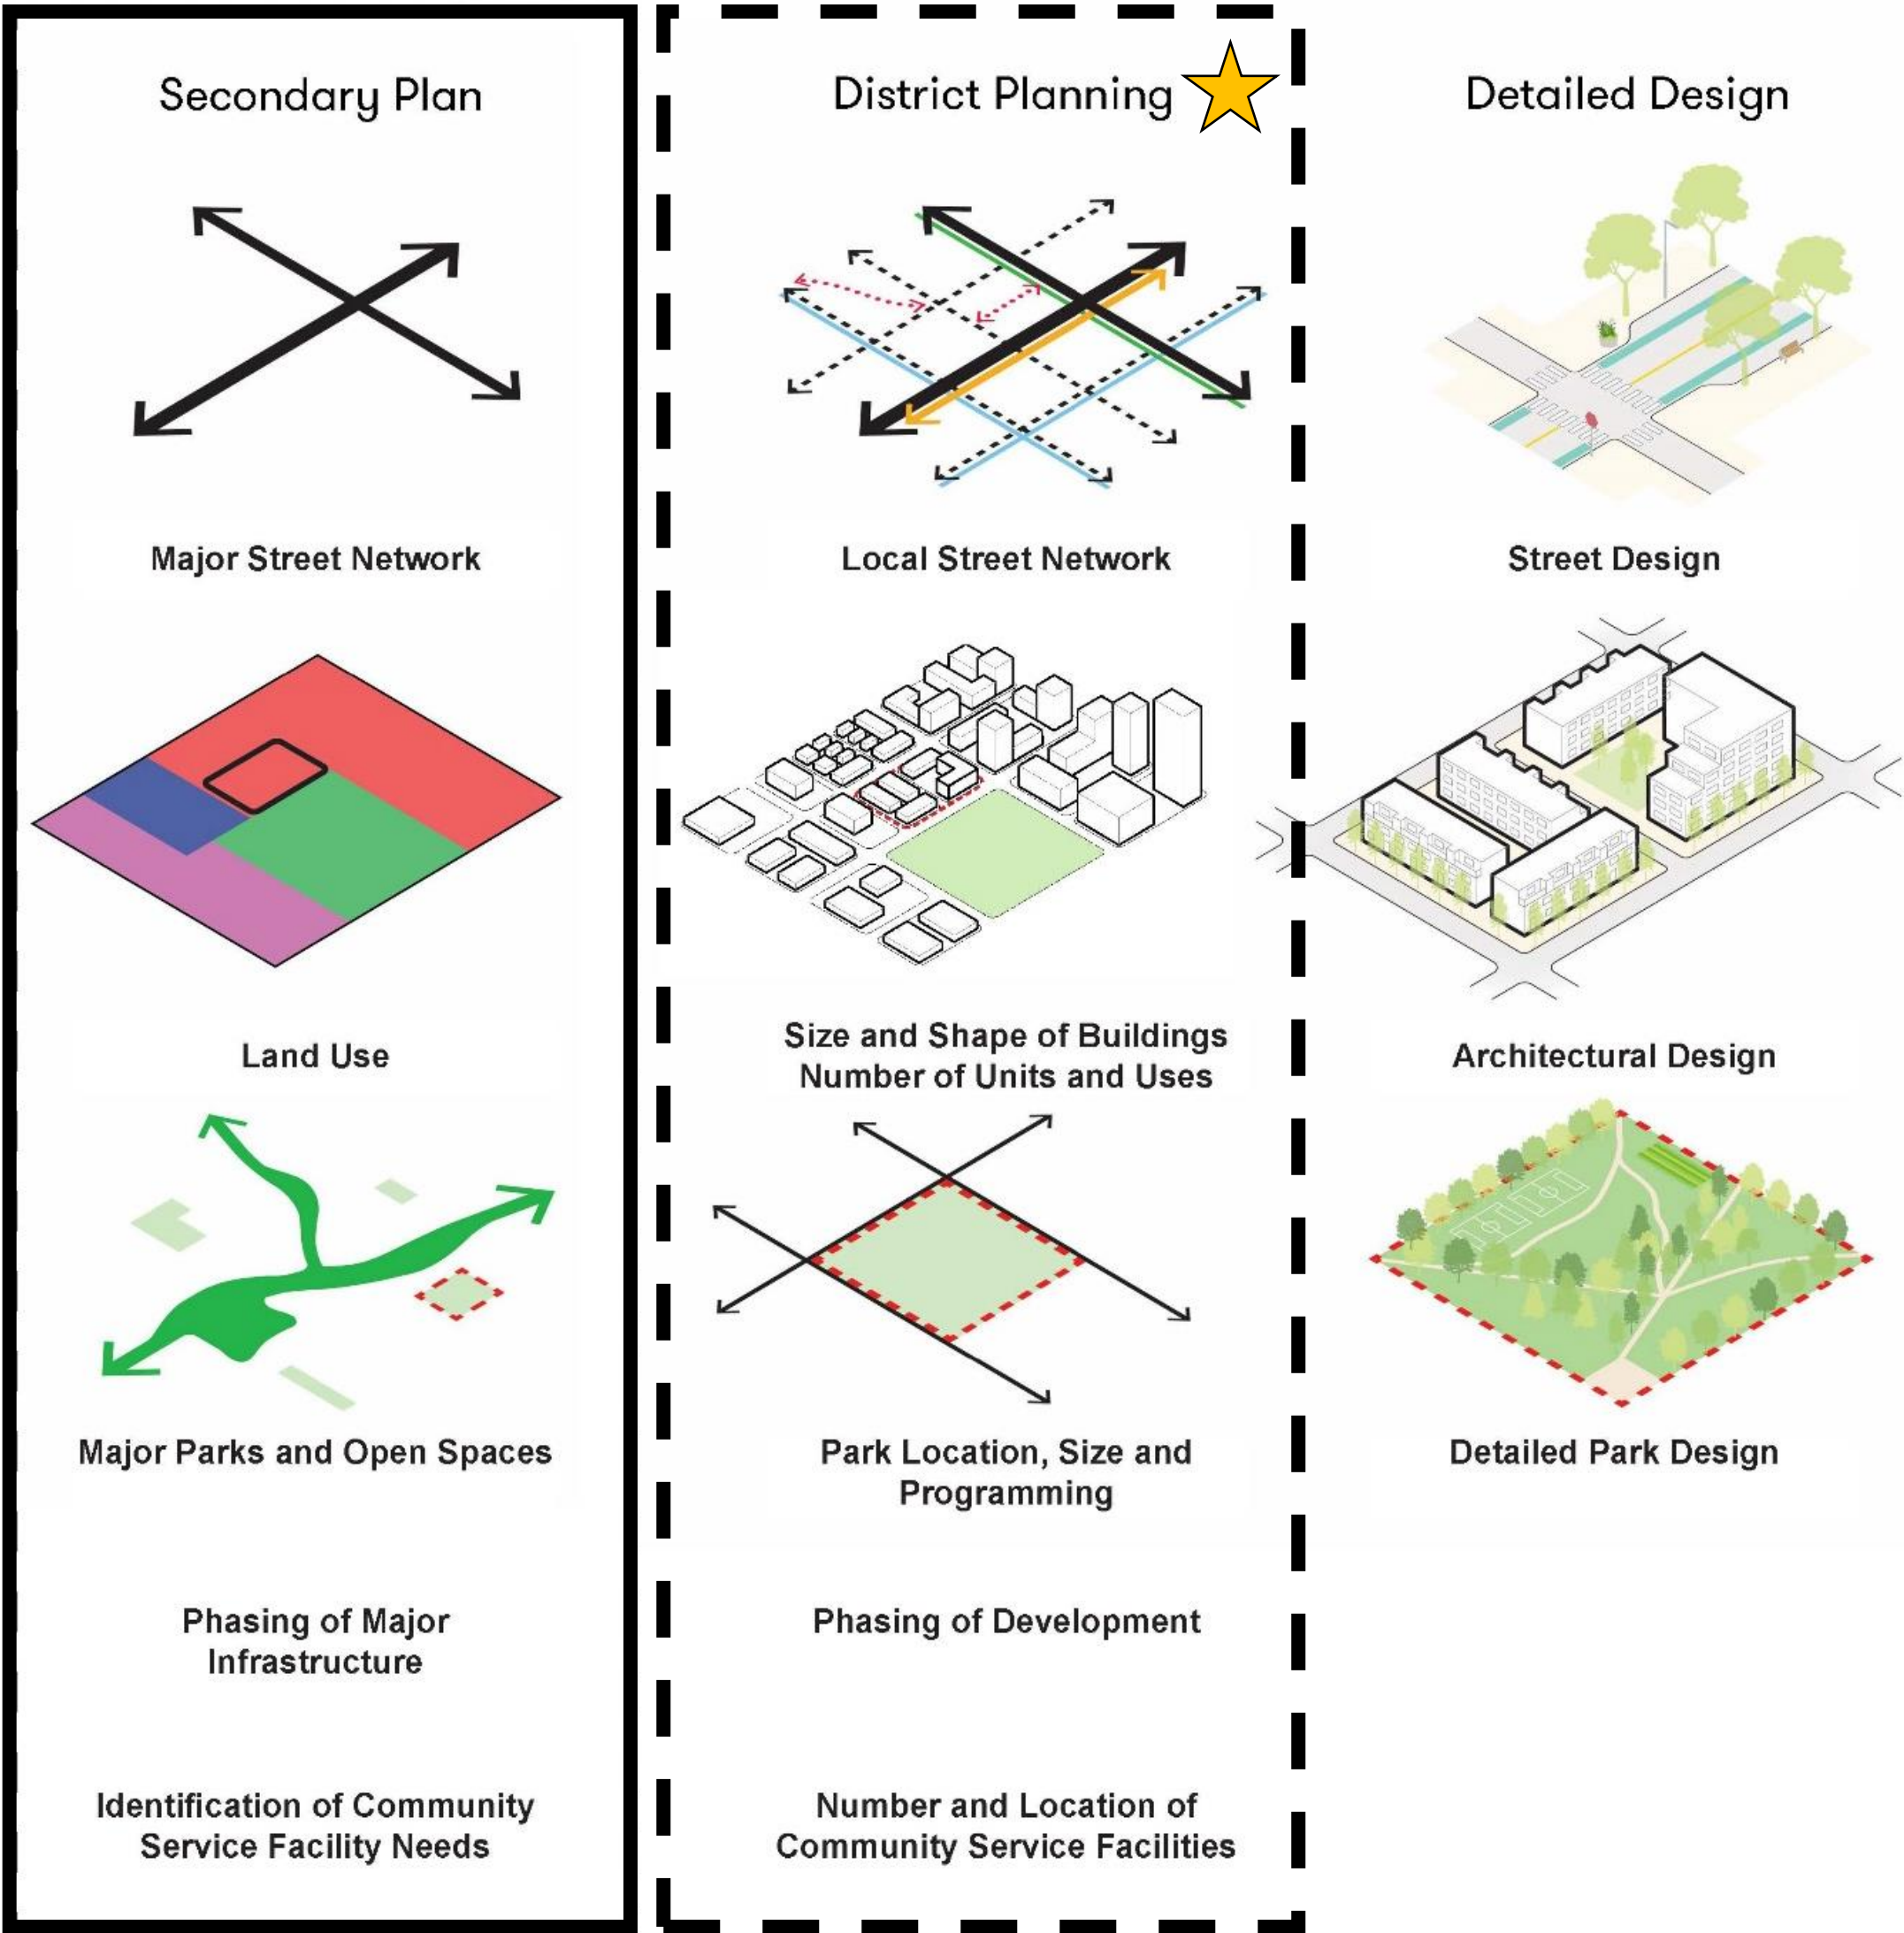 Secondary Plan
District Planning
Detailed Design
Major Street Network
Local Street Network
Street Design
Land Use
Size and Shape of Buildings
Number of Units and Uses
Architectural Design
Major Parks and Open Spaces
Park Location, Size and
Programming
Detailed Park Design
Phasing of Major
Infrastructure
Phasing of Development
Identification of Community
Service Facility Needs
Number and Location of
Community Service Facilities